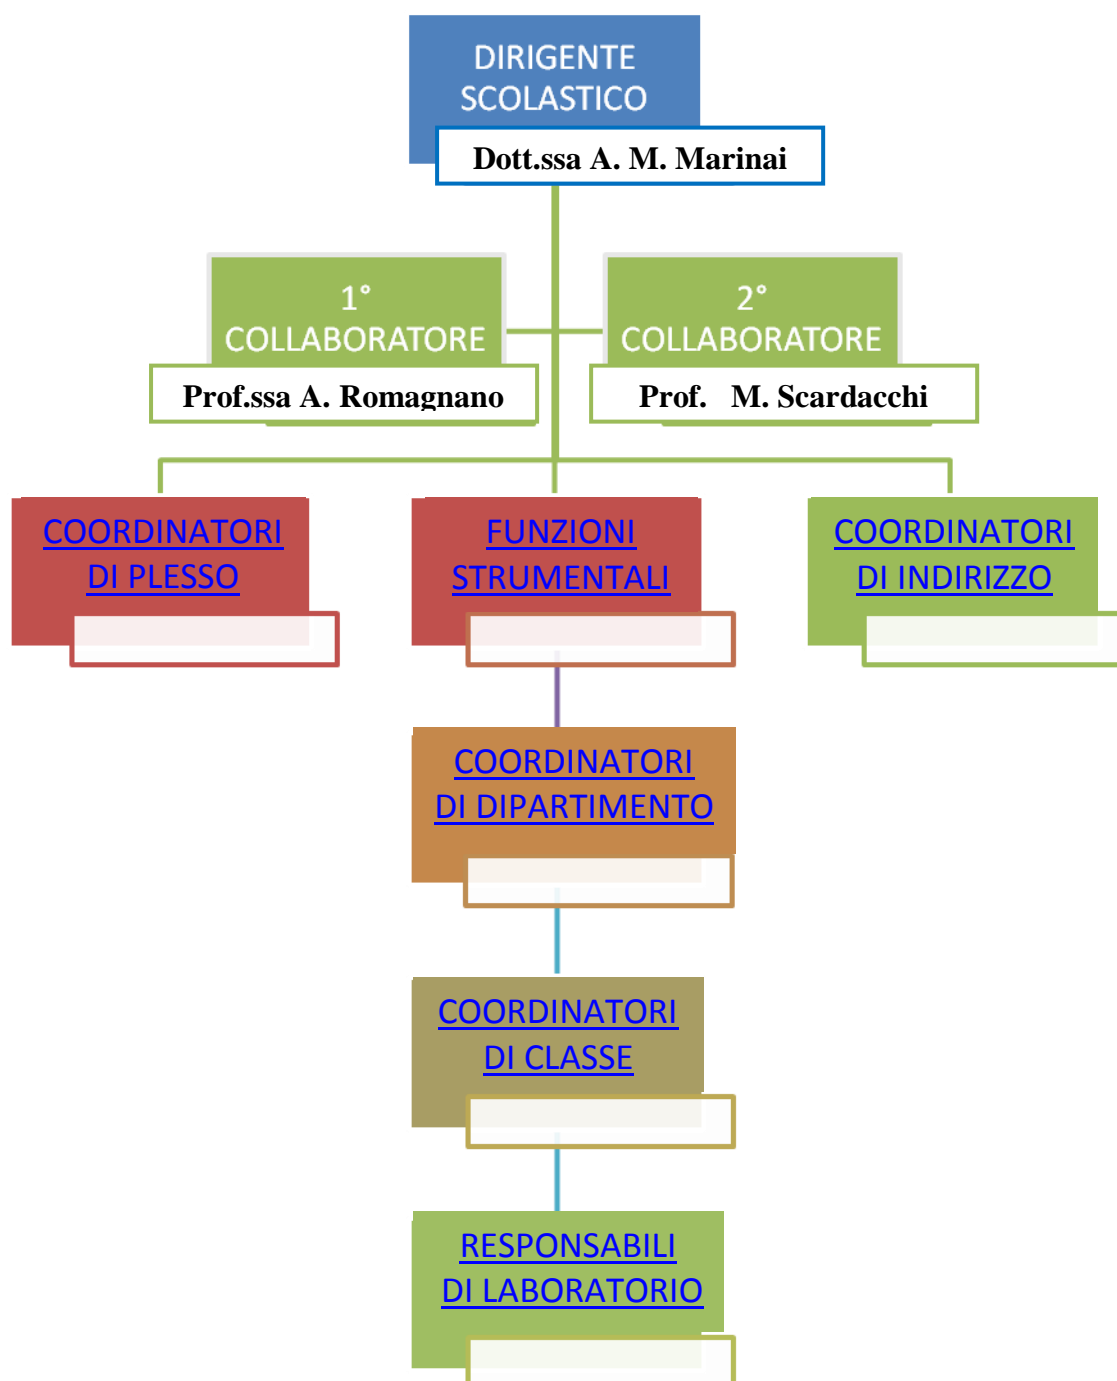 DIRIGENTE
SCOLASTICO
Dott.ssa A. M. Marinai
1°
COLLABORATORE
Prof.ssa A. Romagnano
2°
COLLABORATORE
Prof. M. Scardacchi
COORDINATORI
DI PLESSO
FUNZIONI
STRUMENTALI
COORDINATORI
DI INDIRIZZO
COORDINATORI
DI DIPARTIMENTO
COORDINATORI
DI CLASSE
RESPONSABILI
DI LABORATORIO